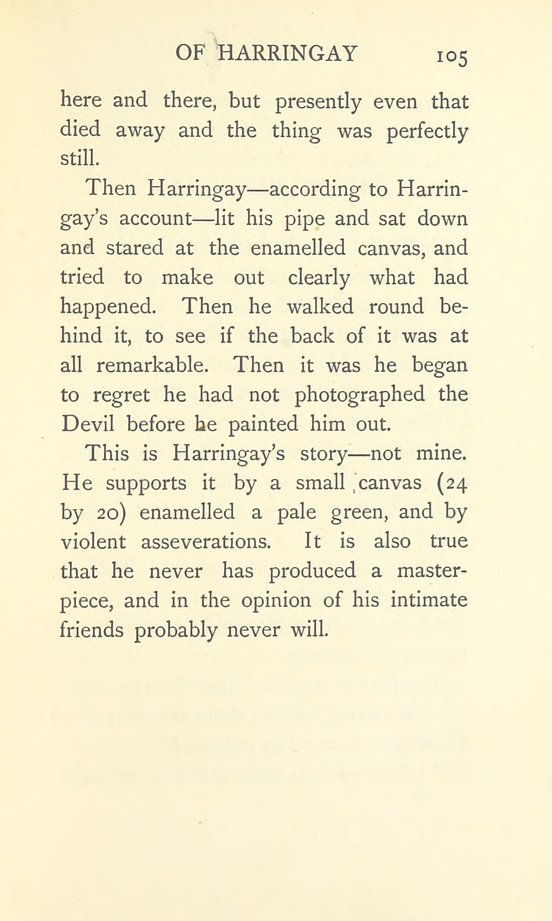 OF HARRINGAY 105
here and there, but presently even that
died away and the thing was perfectly
still.
Then Harringay—according to Harrin-
gay's account—lit his pipe and sat down
and stared at the enamelled canvas, and
tried to make out clearly what had
happened. Then he walked round be-
hind it, to see if the back of it was at
all remarkable. Then it was he began
to regret he had not photographed the
Devil before he painted him out.
This is Harringay's story—not mine.
He supports it by a small canvas (24
by 20) enamelled a pale green, and by
violent asseverations. It is also true
that he never has produced a master-
piece, and in the opinion of his intimate
friends probably never will.